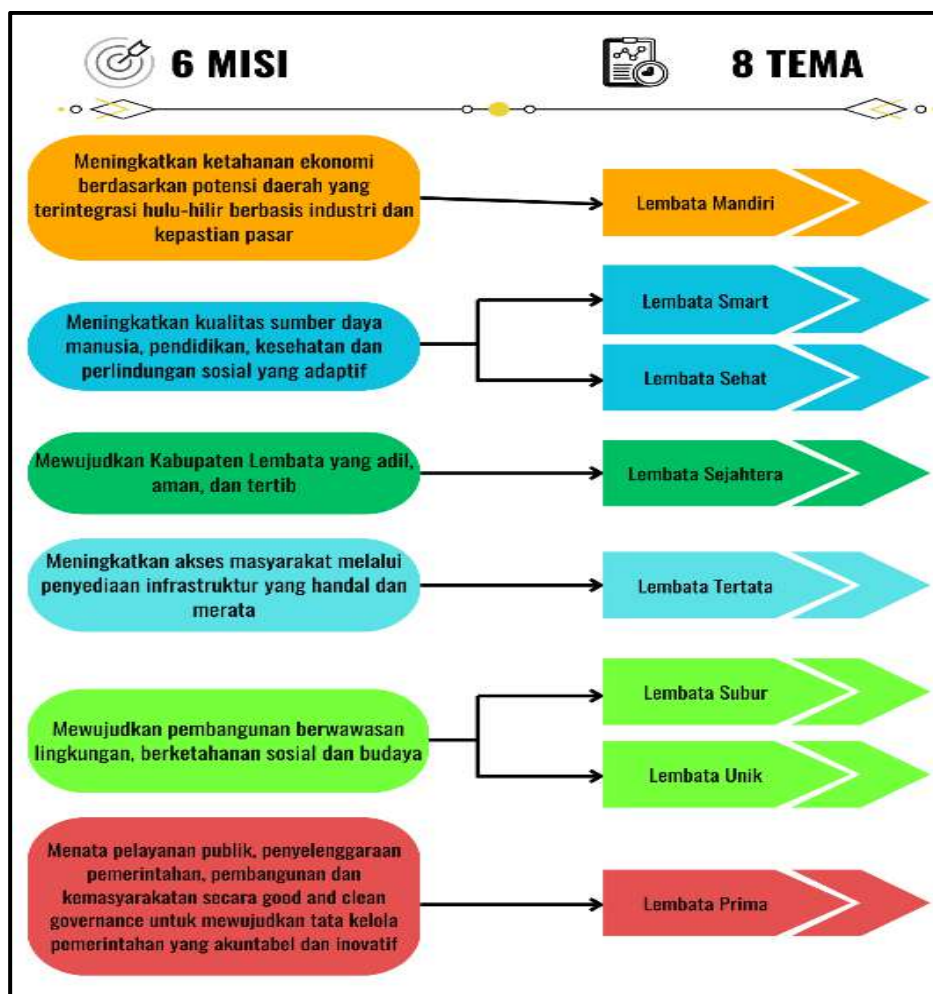 6 MISI
8 TEMA
Meningkatkan ketahanan ekonomi
berdasarkan potensi daerah yang
terintegrasi hulu-hilir berbasis industri dan
kepastian pasar
Lembata Mandiri
Meningkatkan kualitas sumber daya
manusia, pendidikan, kesehatan dan
perlindungan sosial yang adaptif
Lembata Smart
Lembata Sehat
Mewujudkan Kabupaten Lembata yang adil,
aman, dan tertib
Lembata Sejahtera
Meningkatkan akses masyarakat melalui
penyediaan infrastruktur yang handal dan
merata
Lembata Tertata
Mewujudkan pembangunan berwawasan
lingkungan, berketahanan sosial dan budaya
Lembata Subur
Lembata Unik
Menata pelayanan publik, penyelenggaraan
pemerintahan, pembangunan dan
kemasyarakatan secara good and clean
governance untuk mewujudkan tata kelola
pemerintahan yang akuntabel dan inovatif
Lembata Prima